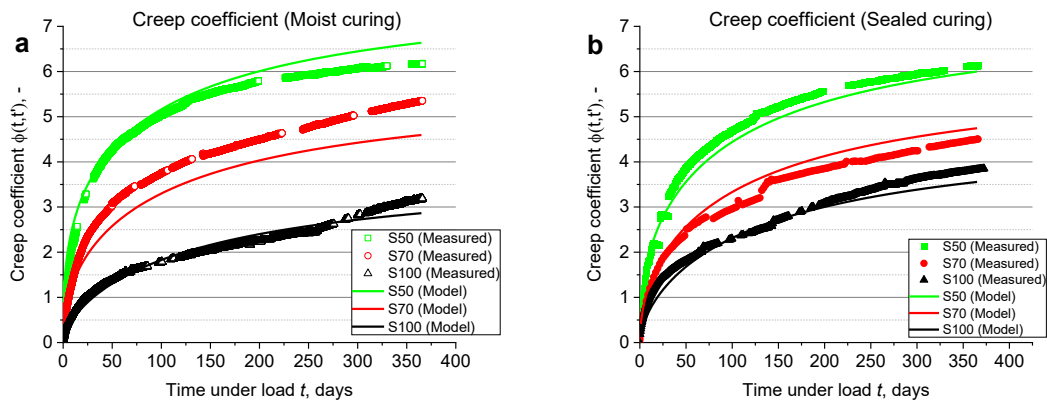 Creep coefficient (Moist curing)
a
7
6
5
4
3
2
1
0
0 50 100 150 200 250 300 350 400
Creep coefficient ϕ(t,t'), -
Time under load t, days
S50 (Measured)
S70 (Measured)
S100 (Measured)
S50 (Model)
S70 (Model)
S100 (Model)
Creep coefficient (Sealed curing)
b
7
6
5
4
3
2
1
0
0 50 100 150 200 250 300 350 400
Creep coefficient ϕ(t,t'), -
Time under load t, days
S50 (Measured)
S70 (Measured)
S100 (Measured)
S50 (Model)
S70 (Model)
S100 (Model)